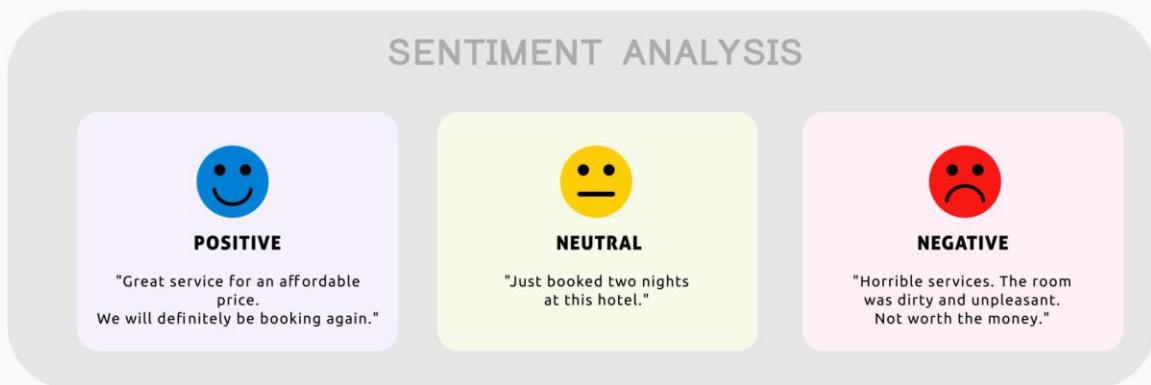 SENTIMENT ANALYSIS
POSITIVE
"Great service for an affordable
price.
We will definitely be booking again."
NEUTRAL
"Just booked two nights
at this hotel."
NEGATIVE
"Horrible services. The room
was dirty and unpleasant.
Not worth the money."